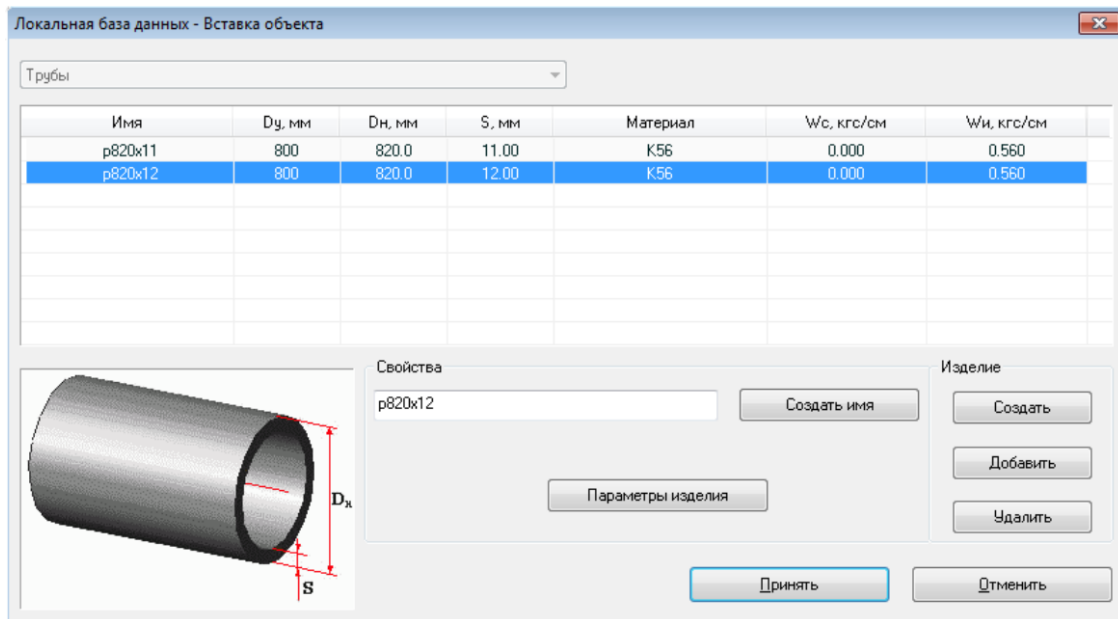 Локальная база данных - Вставка объекта
Трубы
Имя Dу, мм Dн, мм S, мм Материал Wс, кгс/см Wи, кгс/см
p820x11 800 820.0 11.00 K56 0.000 0.560
p820x12 800 820.0 12.00 K56 0.000 0.560
Свойства
p820x12
Создать имя
Параметры изделия
Изделие
Создать
Добавить
Удалить
Dн
S
Принять
Отменить